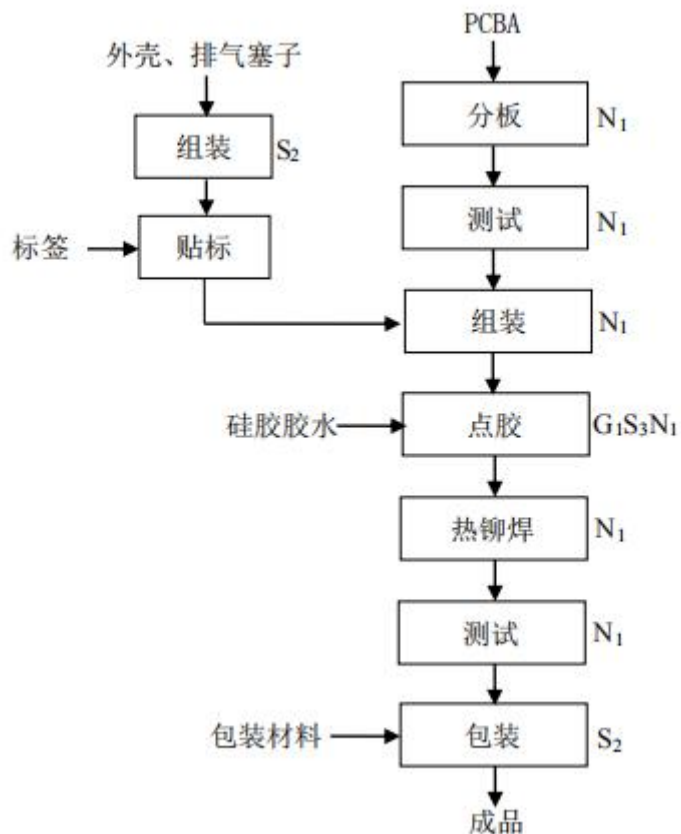 PCBA
外壳、排气塞子
分板 N₁
组装 S₂
测试 N₁
标签 贴标
组装 N₁
硅胶胶水 点胶 G₁S₃N₁
热铆焊 N₁
测试 N₁
包装材料 包装 S₂
成品